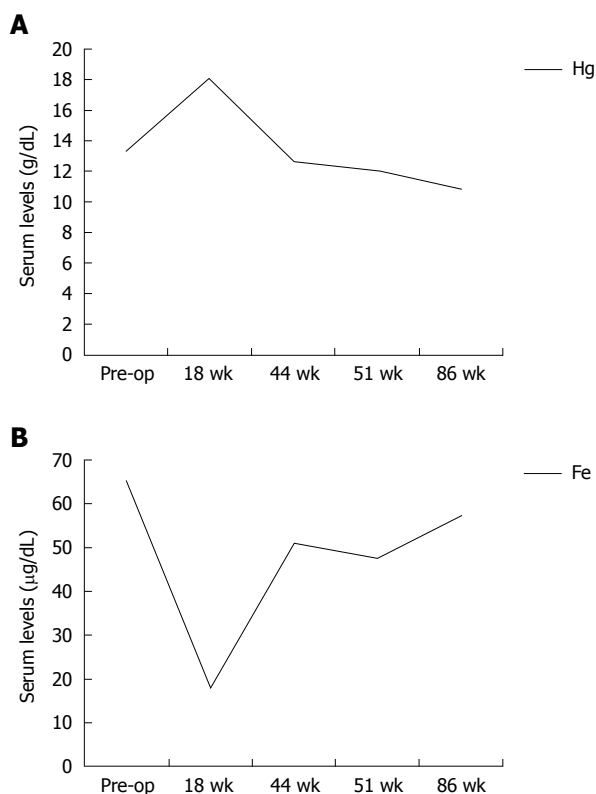 A
20
18
16
14
12
10
8
6
4
2
0
Serum levels (g/dL)
Hg
Pre-op 18 wk 44 wk 51 wk 86 wk
B
70
60
50
40
30
20
10
0
Serum levels (μg/dL)
Fe
Pre-op 18 wk 44 wk 51 wk 86 wk